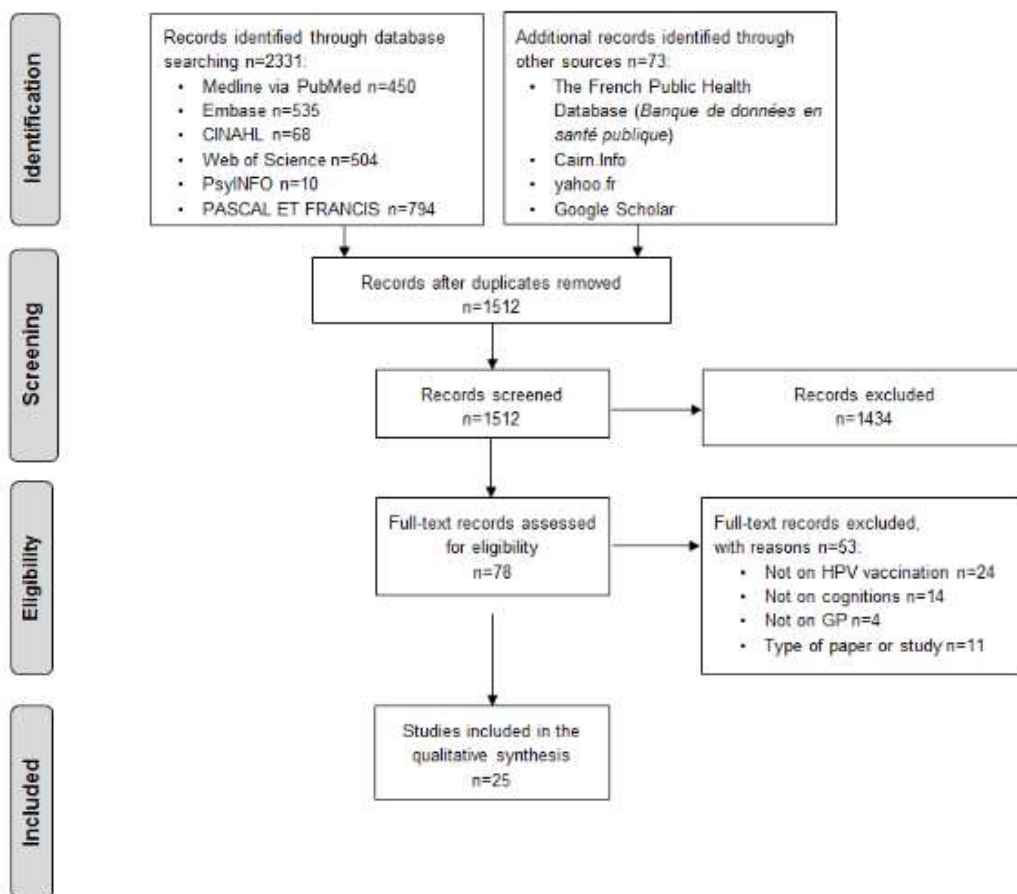 Identification
Records identified through database
searching n=2331:
• Medline via PubMed n=450
• Embase n=535
• CINAHL n=68
• Web of Science n=504
• PsyINFO n=10
• PASCAL ET FRANCIS n=794
Additional records identified through
other sources n=73:
• The French Public Health
Database (Banque de données en
santé publique)
• Cairn.Info
• yahoo.fr
• Google Scholar
Screening
Records after duplicates removed
n=1512
Records screened
n=1512
Records excluded
n=1434
Eligibility
Full-text records assessed
for eligibility
n=78
Full-text records excluded,
with reasons n=53:
• Not on HPV vaccination n=24
• Not on cognitions n=14
• Not on GP n=4
• Type of paper or study n=11
Included
Studies included in the
qualitative synthesis
n=25